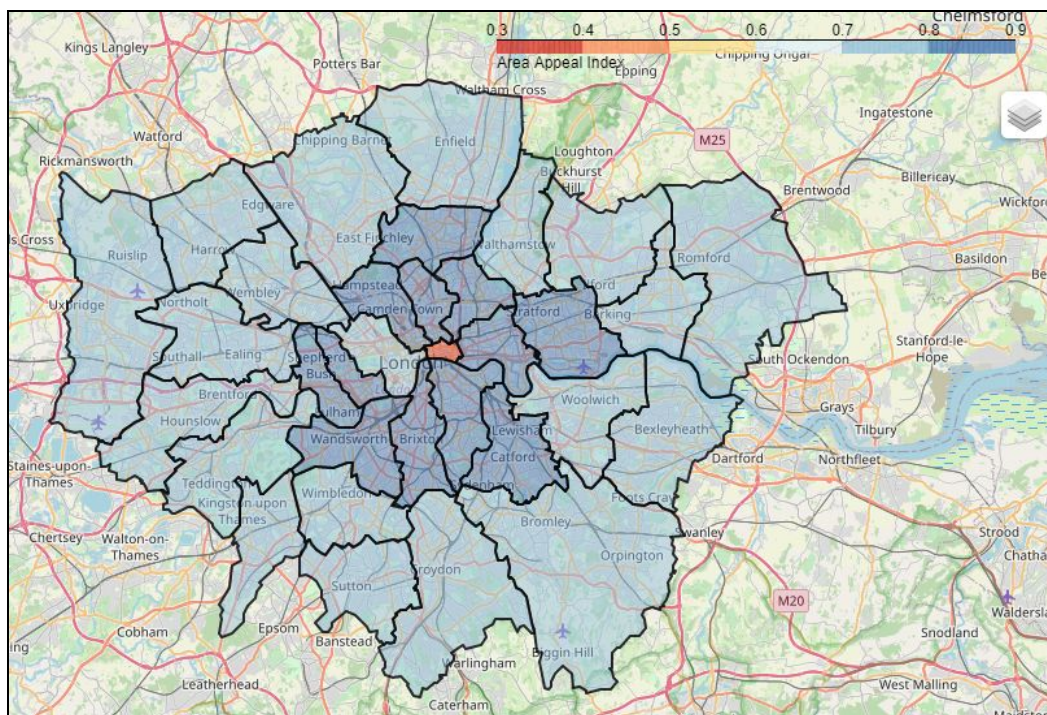 Chelmsford
0.3 0.4 0.5 0.6 0.7 0.8 0.9
Kings Langley
Area Appeal Index
Chipping Ongar
Potters Bar
Epping
Waltham Cross
Ingatestone
Watford
Chipping Barnet
Enfield
M25
Loughton
Rickmansworth
Buckhurst
Hill
Billericay
Brentwood
Wickford
Edgware
East Finchley
Walthamstow
Ruislip
Harrow
Romford
Basildon
Hampstead
Ilford
Uxbridge
Northolt
Wembley
Camden Town
Stratford
Barking
Southall
Ealing
Shepherd
Bush
London
South Ockendon
Stanford-le
Hope
Brentford
Hounslow
Fulham
Woolwich
Grays
Tilbury
Wandsworth
Brixton
Lewisham
Catford
Bexleyheath
Staines-upon-
Thames
Dartford
Northfleet
Teddington
Kingston upon
Thames
Wimbledon
Sydenham
Foots Cray
Bromley
Swanley
Strood
Chertsey
Walton-on-
Thames
Orpington
Chatha
Sutton
Croydon
M20
Waldersla
Cobham
Epsom
Banstead
Biggin Hill
Snodland
Leatherhead
Warlingham
Caterham
West Malling